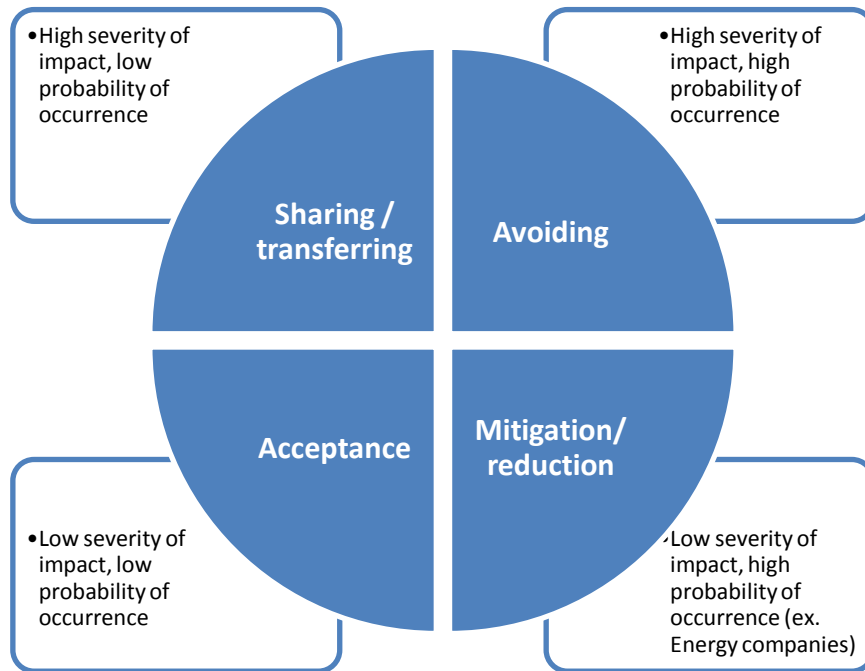 •High severity of
impact, low
probability of
occurrence
•High severity of
impact, high
probability of
occurrence
Sharing /
transferring
Avoiding
Acceptance
Mitigation/
reduction
•Low severity of
impact, low
probability of
occurrence
•Low severity of
impact, high
probability of
occurrence (ex.
Energy companies)